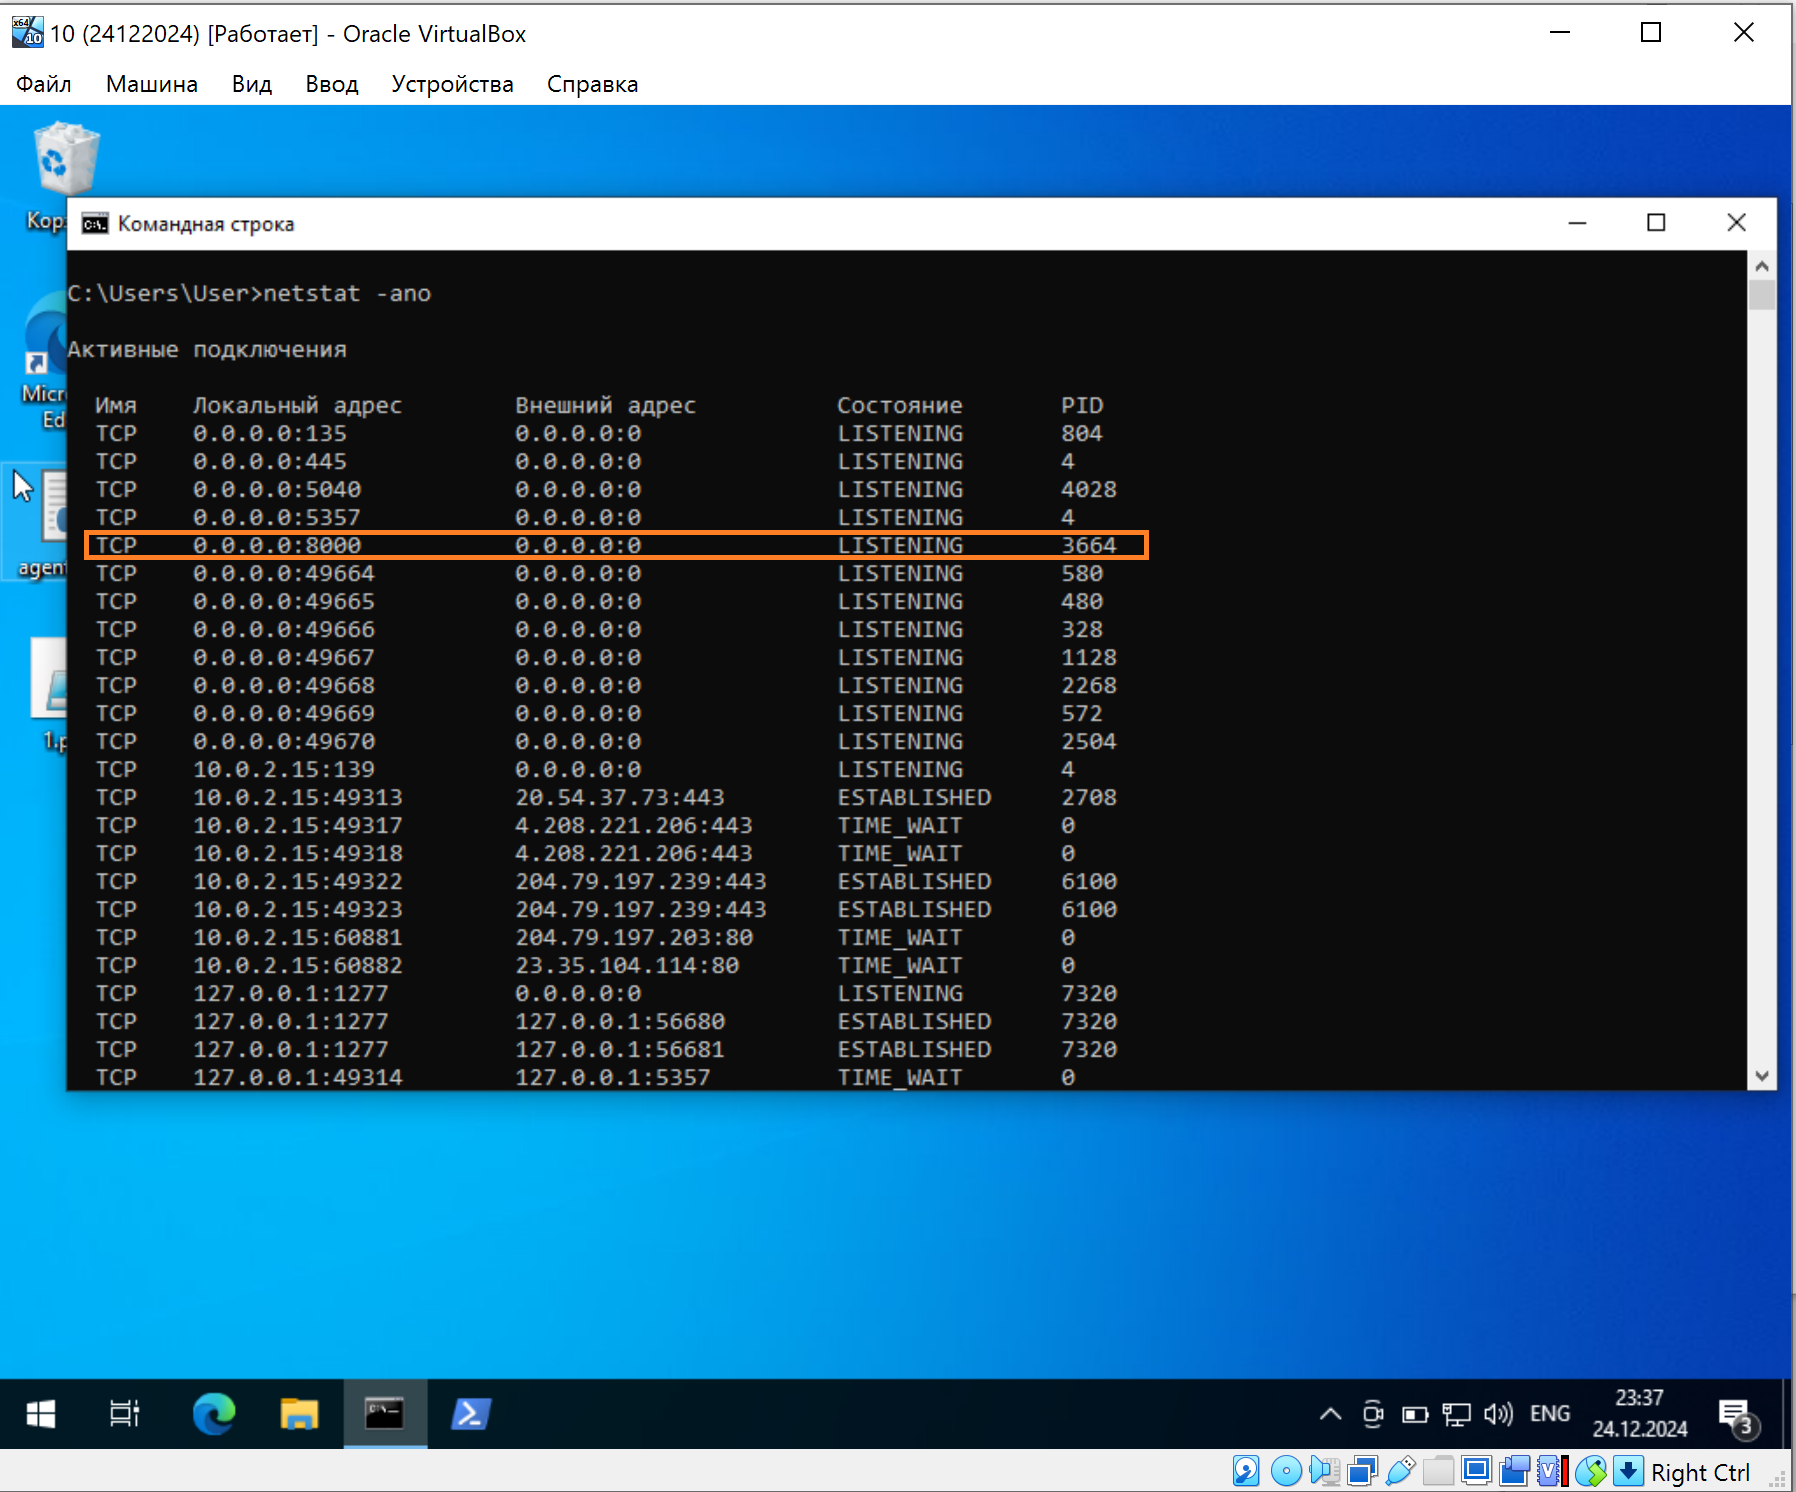 10 (24122024) [Работает] - Oracle VirtualBox
Файл Машина Вид Ввод Устройства Справка
Командная строка
C:\Users\User>netstat -ano
Активные подключения
Имя Локальный адрес Внешний адрес Состояние PID
TCP 0.0.0.0:135 0.0.0.0:0 LISTENING 804
TCP 0.0.0.0:445 0.0.0.0:0 LISTENING 4
TCP 0.0.0.0:5040 0.0.0.0:0 LISTENING 4028
TCP 0.0.0.0:5357 0.0.0.0:0 LISTENING 4
TCP 0.0.0.0:8000 0.0.0.0:0 LISTENING 3664
TCP 0.0.0.0:49664 0.0.0.0:0 LISTENING 580
TCP 0.0.0.0:49665 0.0.0.0:0 LISTENING 480
TCP 0.0.0.0:49666 0.0.0.0:0 LISTENING 328
TCP 0.0.0.0:49667 0.0.0.0:0 LISTENING 1128
TCP 0.0.0.0:49668 0.0.0.0:0 LISTENING 2268
TCP 0.0.0.0:49669 0.0.0.0:0 LISTENING 572
TCP 0.0.0.0:49670 0.0.0.0:0 LISTENING 2504
TCP 10.0.2.15:139 0.0.0.0:0 LISTENING 4
TCP 10.0.2.15:49313 20.54.37.73:443 ESTABLISHED 2708
TCP 10.0.2.15:49317 4.208.221.206:443 TIME_WAIT 0
TCP 10.0.2.15:49318 4.208.221.206:443 TIME_WAIT 0
TCP 10.0.2.15:49322 204.79.197.239:443 ESTABLISHED 6100
TCP 10.0.2.15:49323 204.79.197.239:443 ESTABLISHED 6100
TCP 10.0.2.15:60881 204.79.197.203:80 TIME_WAIT 0
TCP 10.0.2.15:60882 23.35.104.114:80 TIME_WAIT 0
TCP 127.0.0.1:1277 0.0.0.0:0 LISTENING 7320
TCP 127.0.0.1:1277 127.0.0.1:56680 ESTABLISHED 7320
TCP 127.0.0.1:1277 127.0.0.1:56681 ESTABLISHED 7320
TCP 127.0.0.1:49314 127.0.0.1:5357 TIME_WAIT 0
Кор
Micr
Ed
agent
1.p
ENG
23:37
24.12.2024
3
Right Ctrl